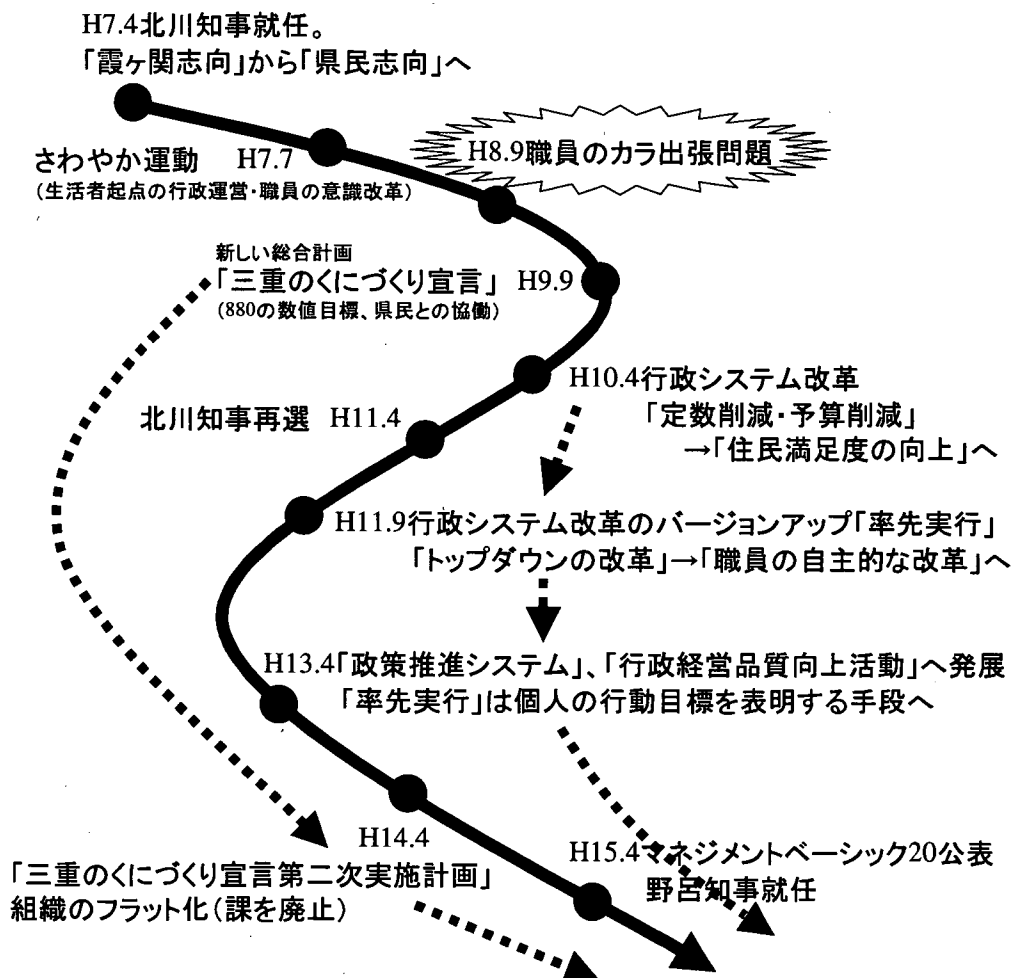 H7.4北川知事就任。
「霞ヶ関志向」から「県民志向」へ
さわやか運動 H7.7
(生活者起点の行政運営・職員の意識改革)
H8.9職員のカラ出張問題
新しい総合計画
「三重のくにづくり宣言」 H9.9
(880の数値目標、県民との協働)
H10.4行政システム改革
「定数削減・予算削減」
→「住民満足度の向上」へ
北川知事再選 H11.4
H11.9行政システム改革のバージョンアップ「率先実行」
「トップダウンの改革」→「職員の自主的な改革」へ
H13.4「政策推進システム」、「行政経営品質向上活動」へ発展
「率先実行」は個人の行動目標を表明する手段へ
H14.4
「三重のくにづくり宣言第二次実施計画」
組織のフラット化(課を廃止)
H15.4マネジメントベーシック20公表
野呂知事就任